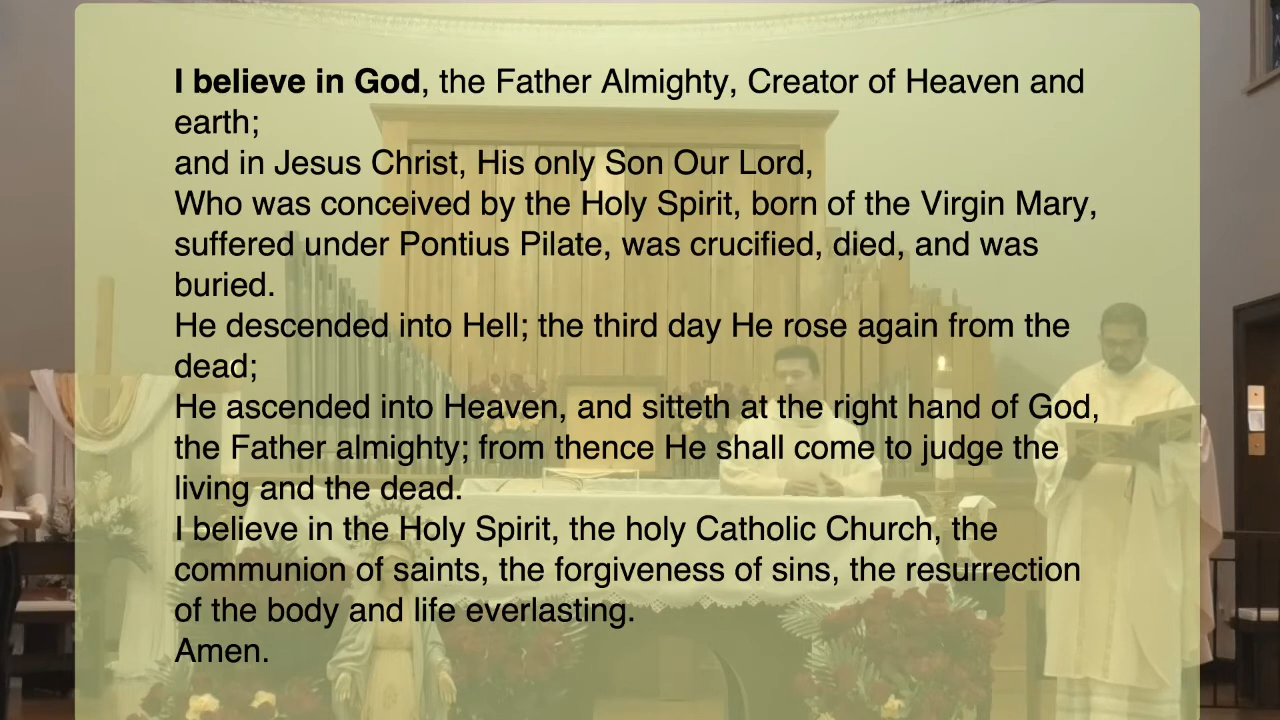 I believe in God, the Father Almighty, Creator of Heaven and
earth;
and in Jesus Christ, His only Son Our Lord,
Who was conceived by the Holy Spirit, born of the Virgin Mary,
suffered under Pontius Pilate, was crucified, died, and was
buried.
He descended into Hell; the third day He rose again from the
dead;
He ascended into Heaven, and sitteth at the right hand of God,
the Father almighty; from thence He shall come to judge the
living and the dead.
I believe in the Holy Spirit, the holy Catholic Church, the
communion of saints, the forgiveness of sins, the resurrection
of the body and life everlasting.
Amen.